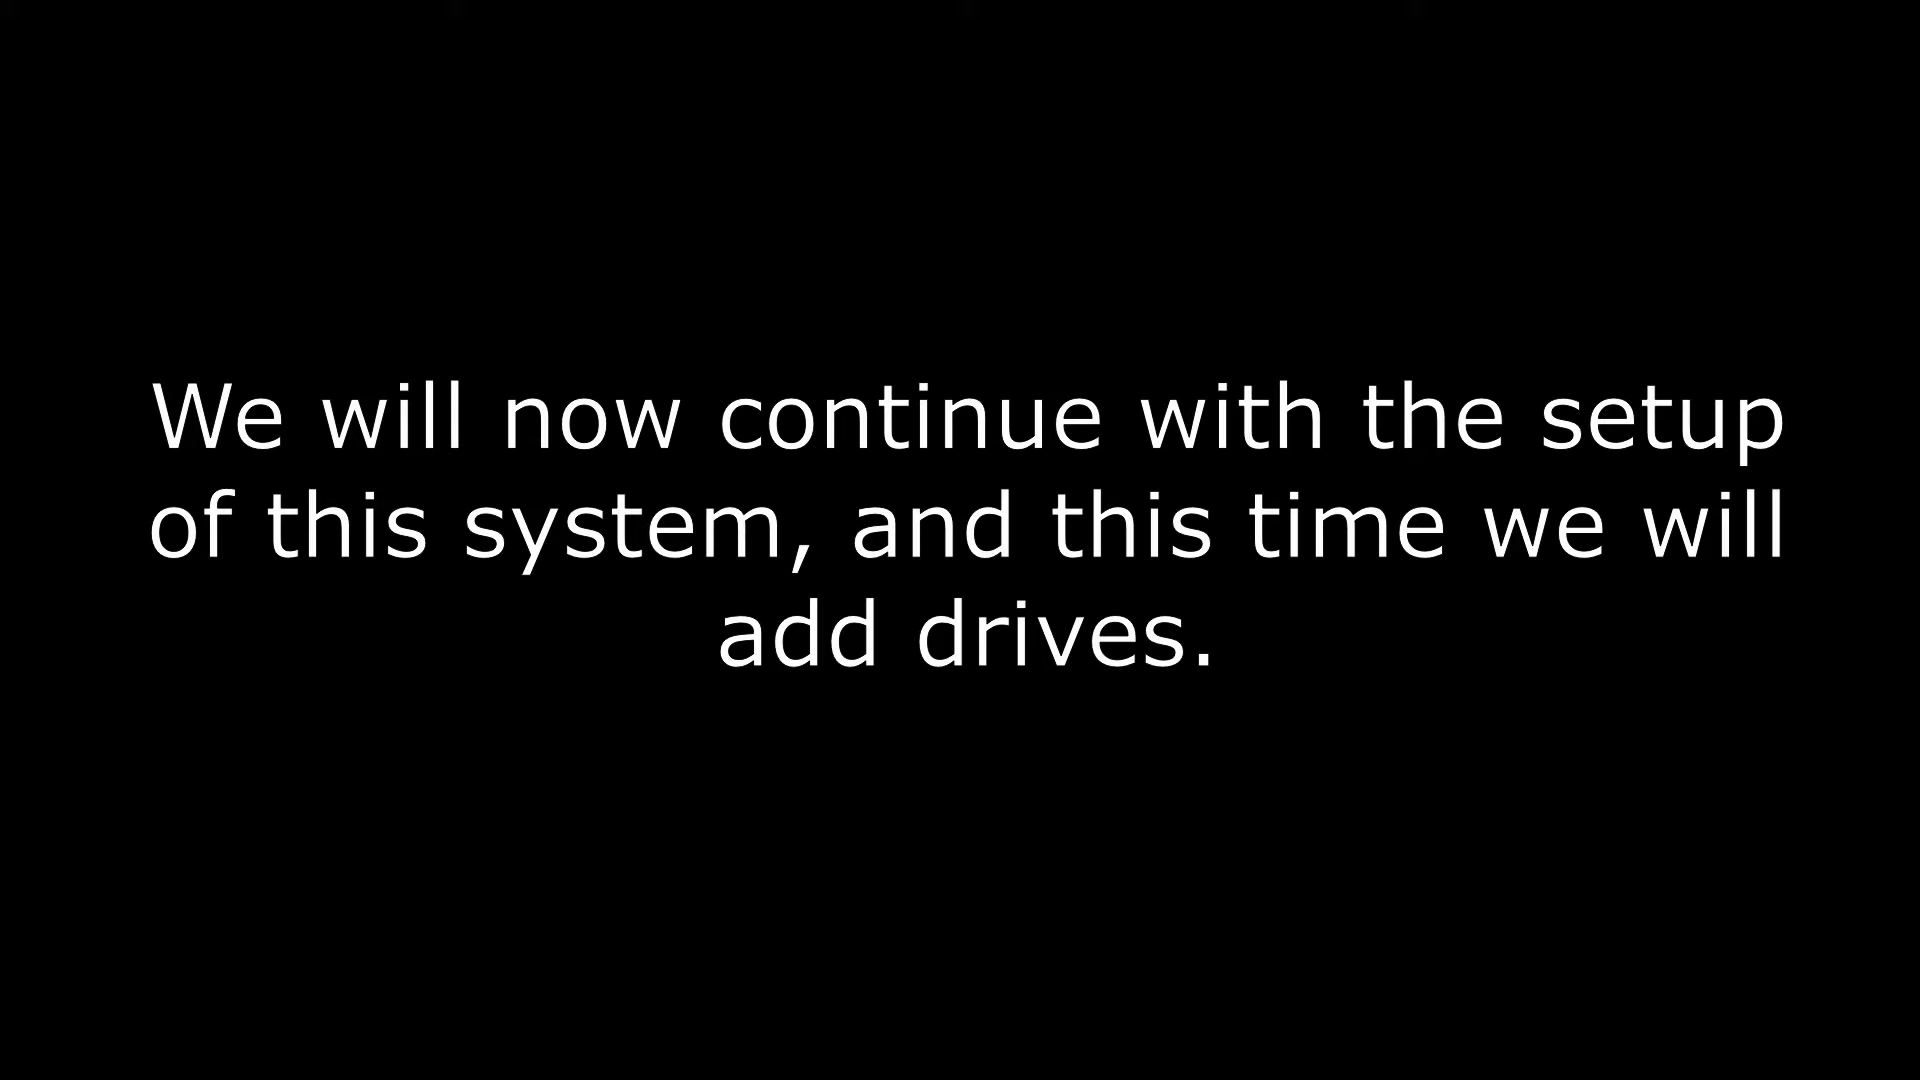 We will now continue with the setup
of this system, and this time we will
add drives.